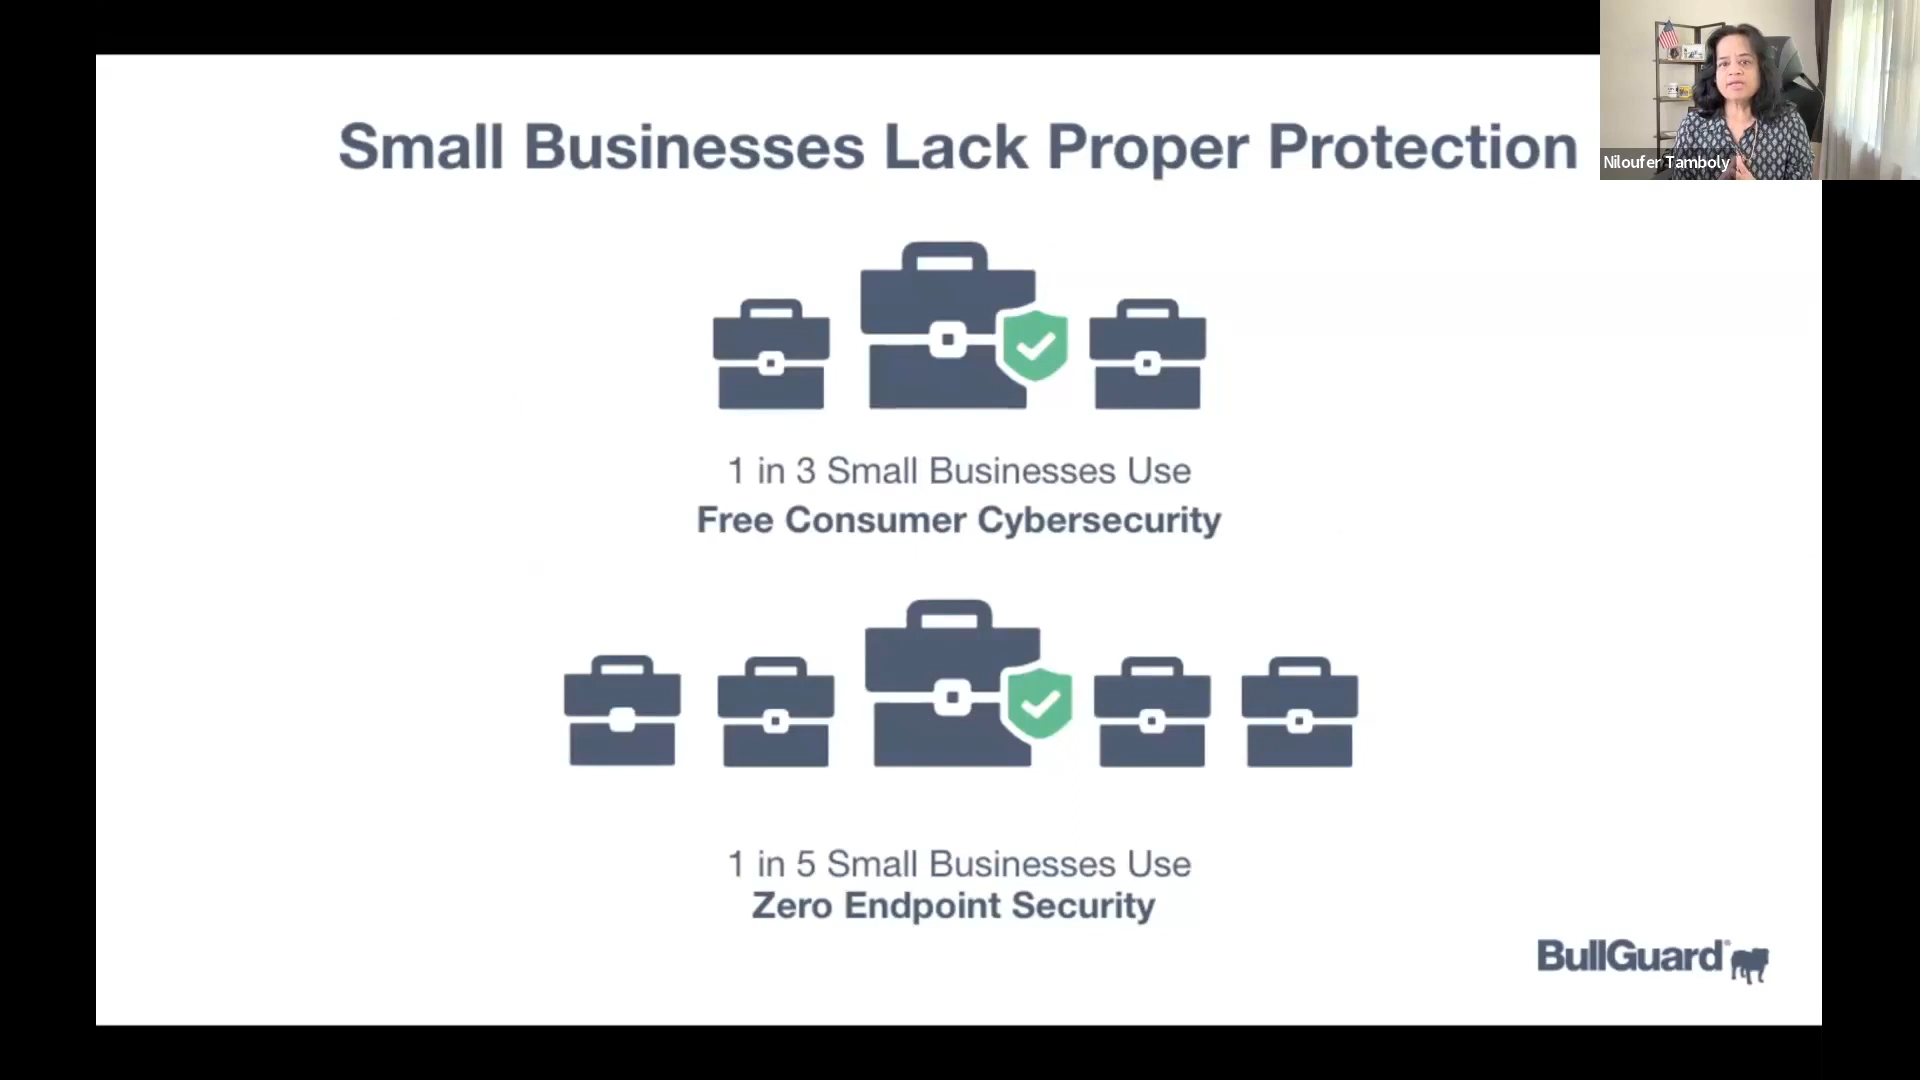 Small Businesses Lack Proper Protection
Niloufer Tamboly
1 in 3 Small Businesses Use
Free Consumer Cybersecurity
1 in 5 Small Businesses Use
Zero Endpoint Security
BullGuard